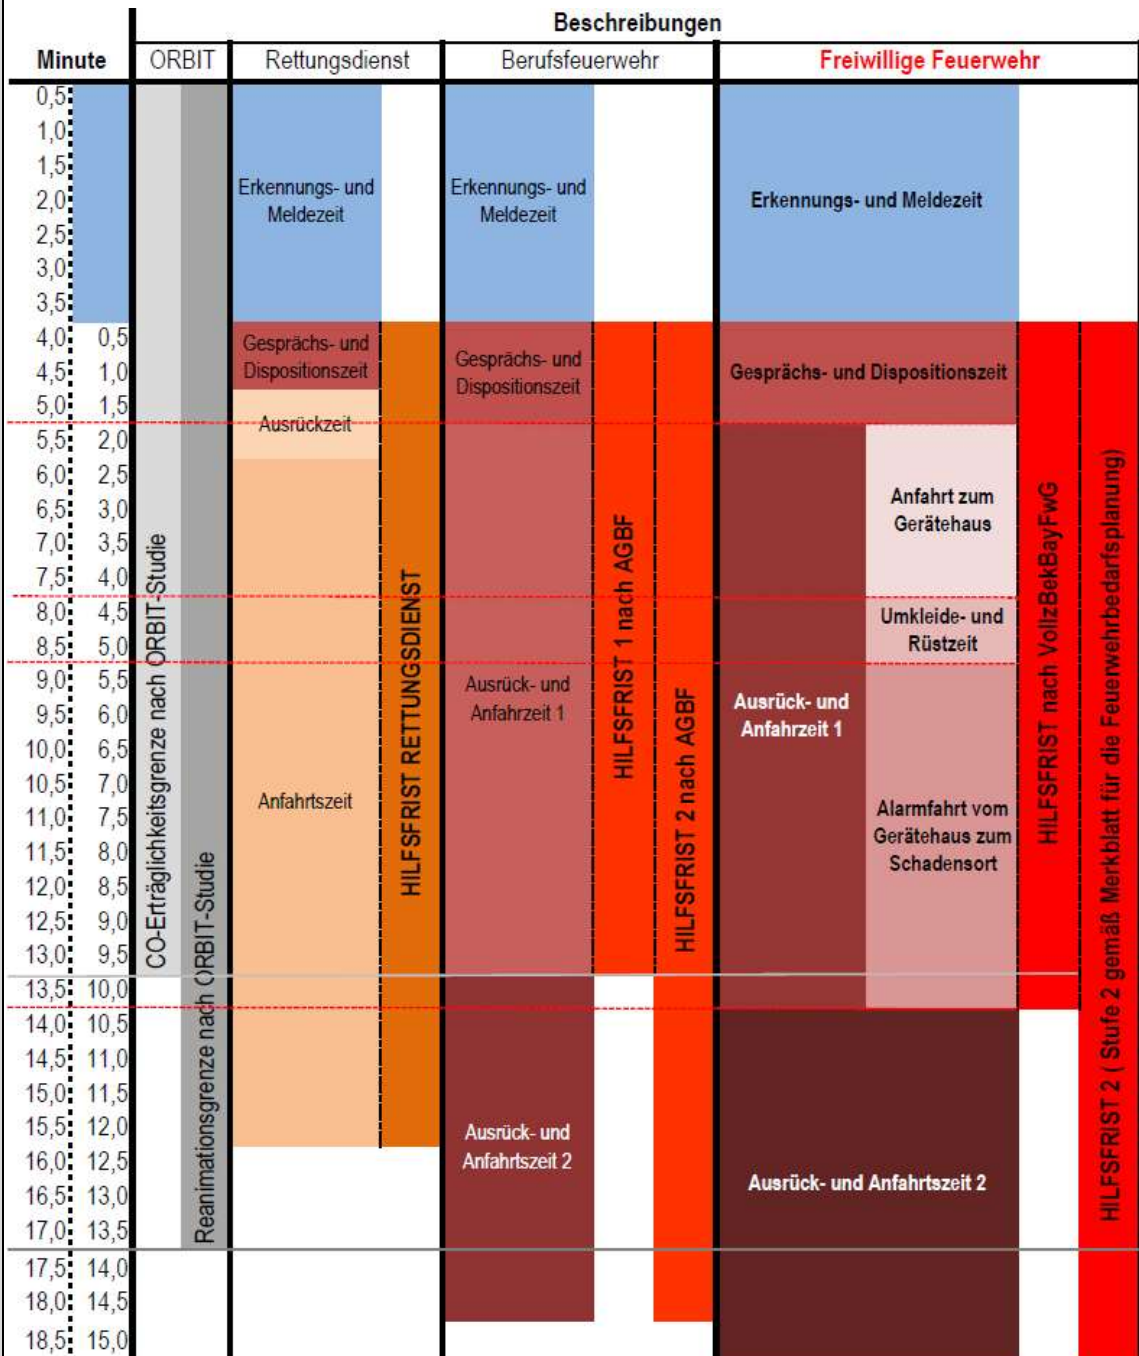 Beschreibungen
Minute ORBIT Rettungsdienst Berufsfeuerwehr Freiwillige Feuerwehr
0,5
1,0
1,5
2,0
2,5
3,0
3,5
4,0 0,5
4,5 1,0
5,0 1,5
5,5 2,0
6,0 2,5
6,5 3,0
7,0 3,5
7,5 4,0
8,0 4,5
8,5 5,0
9,0 5,5
9,5 6,0
10,0 6,5
10,5 7,0
11,0 7,5
11,5 8,0
12,0 8,5
12,5 9,0
13,0 9,5
13,5 10,0
14,0 10,5
14,5 11,0
15,0 11,5
15,5 12,0
16,0 12,5
16,5 13,0
17,0 13,5
17,5 14,0
18,0 14,5
18,5 15,0
CO-Erträglichkeitsgrenze nach ORBIT-Studie
Reanimationsgrenze nach ORBIT-Studie
Erkennungs- und
Meldezeit
Gesprächs- und
Dispositionszeit
Ausrückzeit
Anfahrtszeit
HILFSFRIST RETTUNGSDIENST
Erkennungs- und
Meldezeit
Gesprächs- und
Dispositionszeit
Ausrück- und
Anfahrzeit 1
Ausrück- und
Anfahrtszeit 2
HILFSFRIST 1 nach AGBF
HILFSFRIST 2 nach AGBF
Erkennungs- und Meldezeit
Gesprächs- und Dispositionszeit
Ausrück- und
Anfahrzeit 1
Anfahrt zum
Gerätehaus
Umkleide- und
Rüstzeit
Alarmfahrt vom
Gerätehaus zum
Schadensort
Ausrück- und Anfahrtszeit 2
HILFSFRIST nach VollzBekBayFwG
HILFSFRIST 2 ( Stufe 2 gemäß Merkblatt für die Feuerwehrbedarfsplanung)